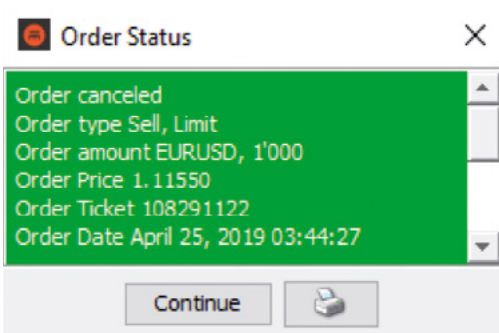 Order Status
Order canceled
Order type Sell, Limit
Order amount EURUSD, 1'000
Order Price 1.11550
Order Ticket 108291122
Order Date April 25, 2019 03:44:27
Continue